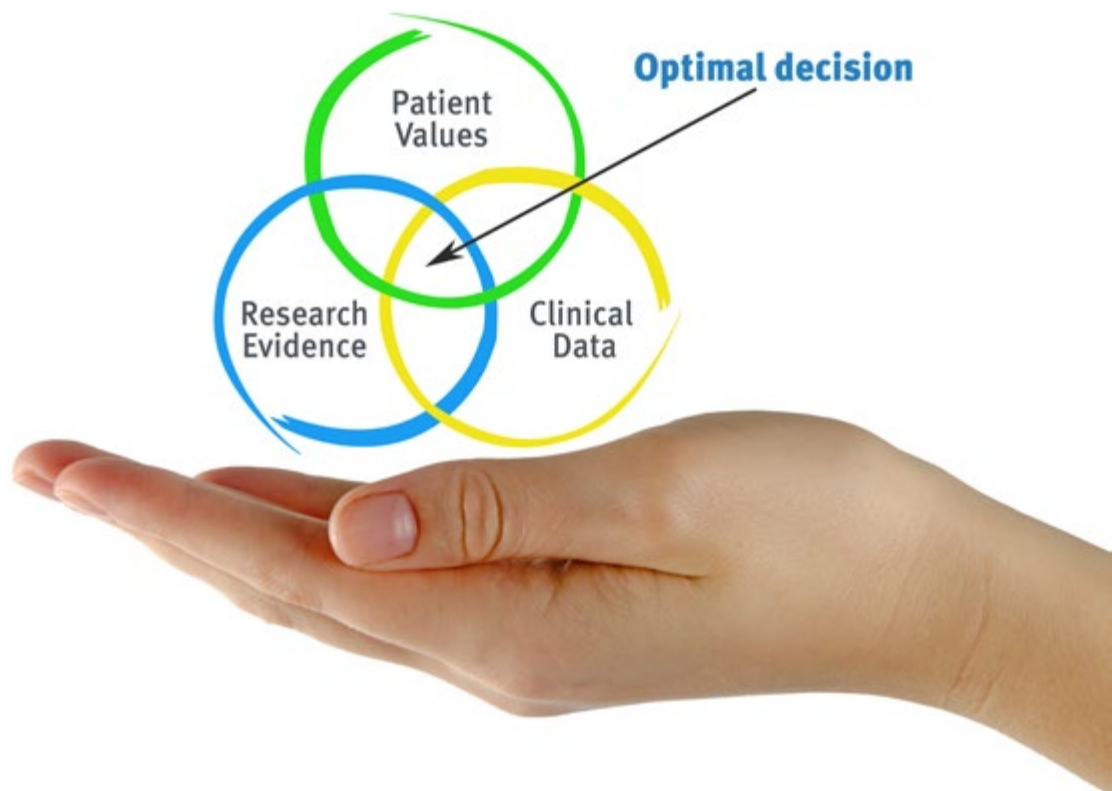 Optimal decision
Patient
Values
Research
Evidence
Clinical
Data